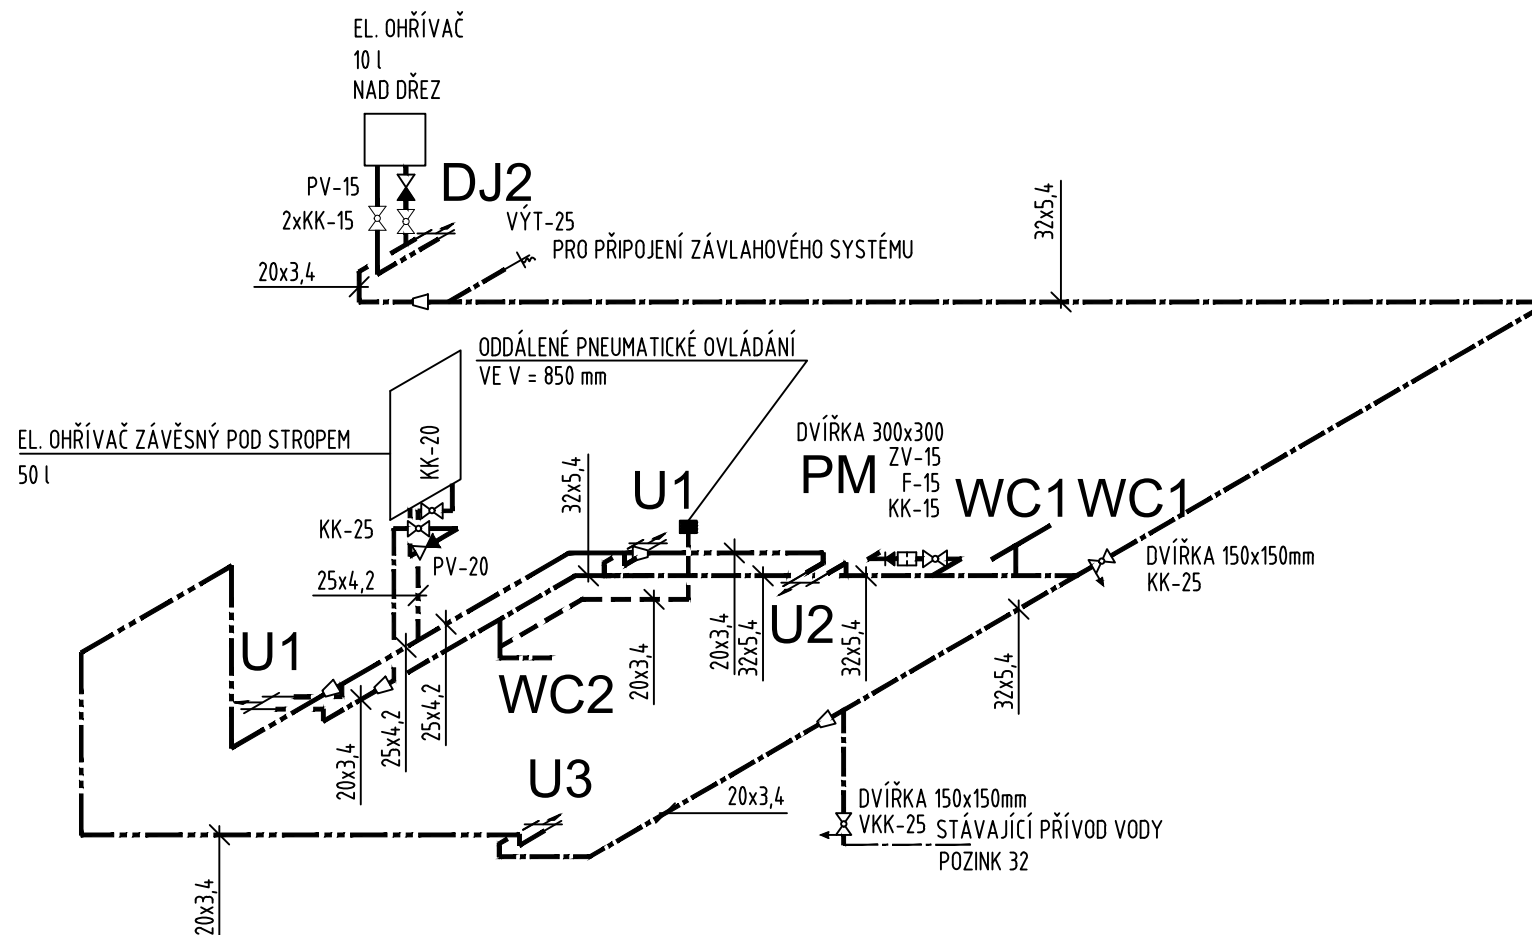 EL. OHŘÍVAČ
10 l
NAD DŘEZ
DJ2
PV-15
2xKK-15
VÝT-25
PRO PŘIPOJENÍ ZÁVLAHOVÉHO SYSTÉMU
20x3,4
32x5,4
ODDÁLENÉ PNEUMATICKÉ OVLÁDÁNÍ
VE V = 850 mm
EL. OHŘÍVAČ ZÁVĚSNÝ POD STROPEM
50 l
KK-20
KK-25
PV-20
25x4,2
32x5,4
U1
DVÍŘKA 300x300
PM
ZV-15
F-15
KK-15
WC1
WC1
DVÍŘKA 150x150mm
KK-25
U1
U2
WC2
20x3,4
25x4,2
25x4,2
20x3,4
20x3,4
32x5,4
32x5,4
32x5,4
U3
20x3,4
DVÍŘKA 150x150mm
VKK-25
STÁVAJÍCÍ PŘÍVOD VODY
POZINK 32
20x3,4